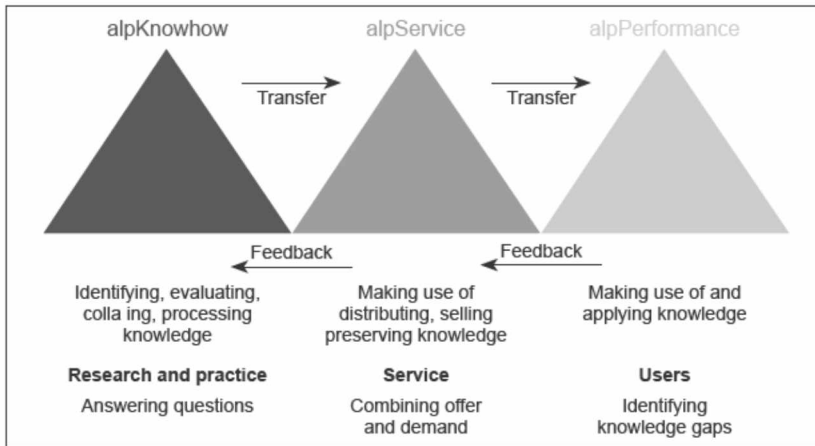 alpKnowhow
alpService
alpPerformance
Transfer
Transfer
Feedback
Feedback
Identifying, evaluating,
colla ing, processing
knowledge
Making use of
distributing, selling
preserving knowledge
Making use of and
applying knowledge
Research and practice
Service
Users
Answering questions
Combining offer
and demand
Identifying
knowledge gaps